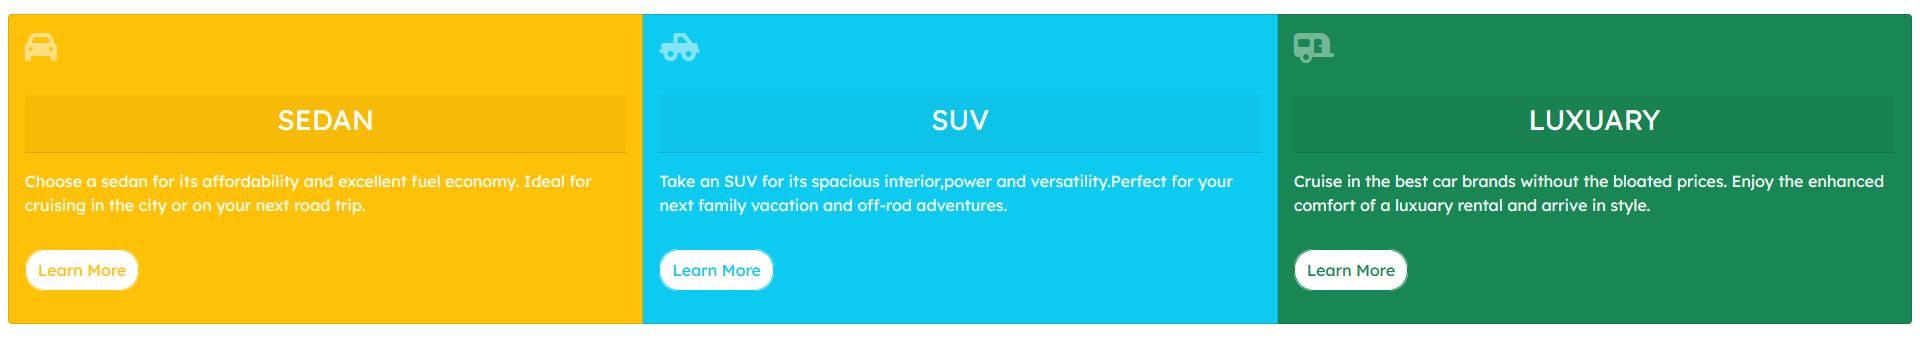 SEDAN
Choose a sedan for its affordability and excellent fuel economy. Ideal for
cruising in the city or on your next road trip.
Learn More
SUV
Take an SUV for its spacious interior,power and versatility.Perfect for your
next family vacation and off-rod adventures.
Learn More
LUXUARY
Cruise in the best car brands without the bloated prices. Enjoy the enhanced
comfort of a luxuary rental and arrive in style.
Learn More